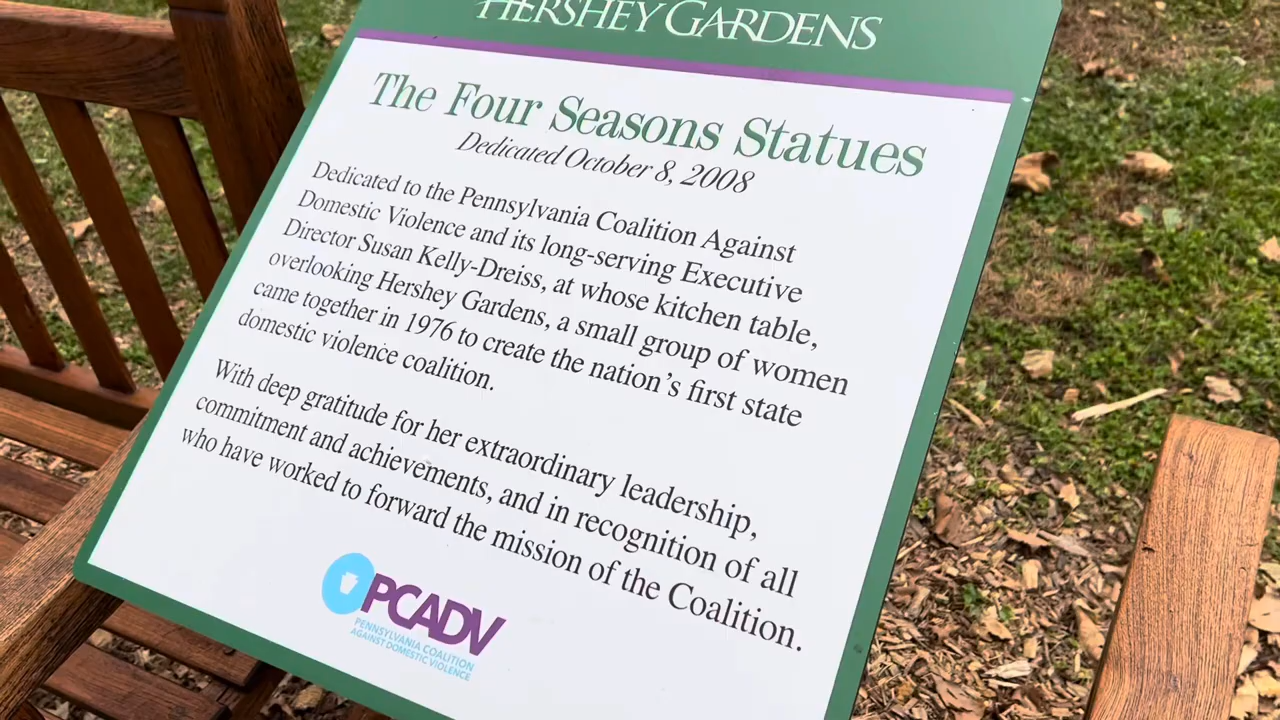 HERSHEY GARDENS
The Four Seasons Statues
Dedicated October 8, 2008
Dedicated to the Pennsylvania Coalition Against
Domestic Violence and its long-serving Executive
Director Susan Kelly-Dreiss, at whose kitchen table,
overlooking Hershey Gardens, a small group of women
came together in 1976 to create the nation's first state
domestic violence coalition.
With deep gratitude for her extraordinary leadership,
commitment and achievements, and in recognition of all
who have worked to forward the mission of the Coalition.
PCADV
PENNSYLVANIA COALITION
AGAINST DOMESTIC VIOLENCE